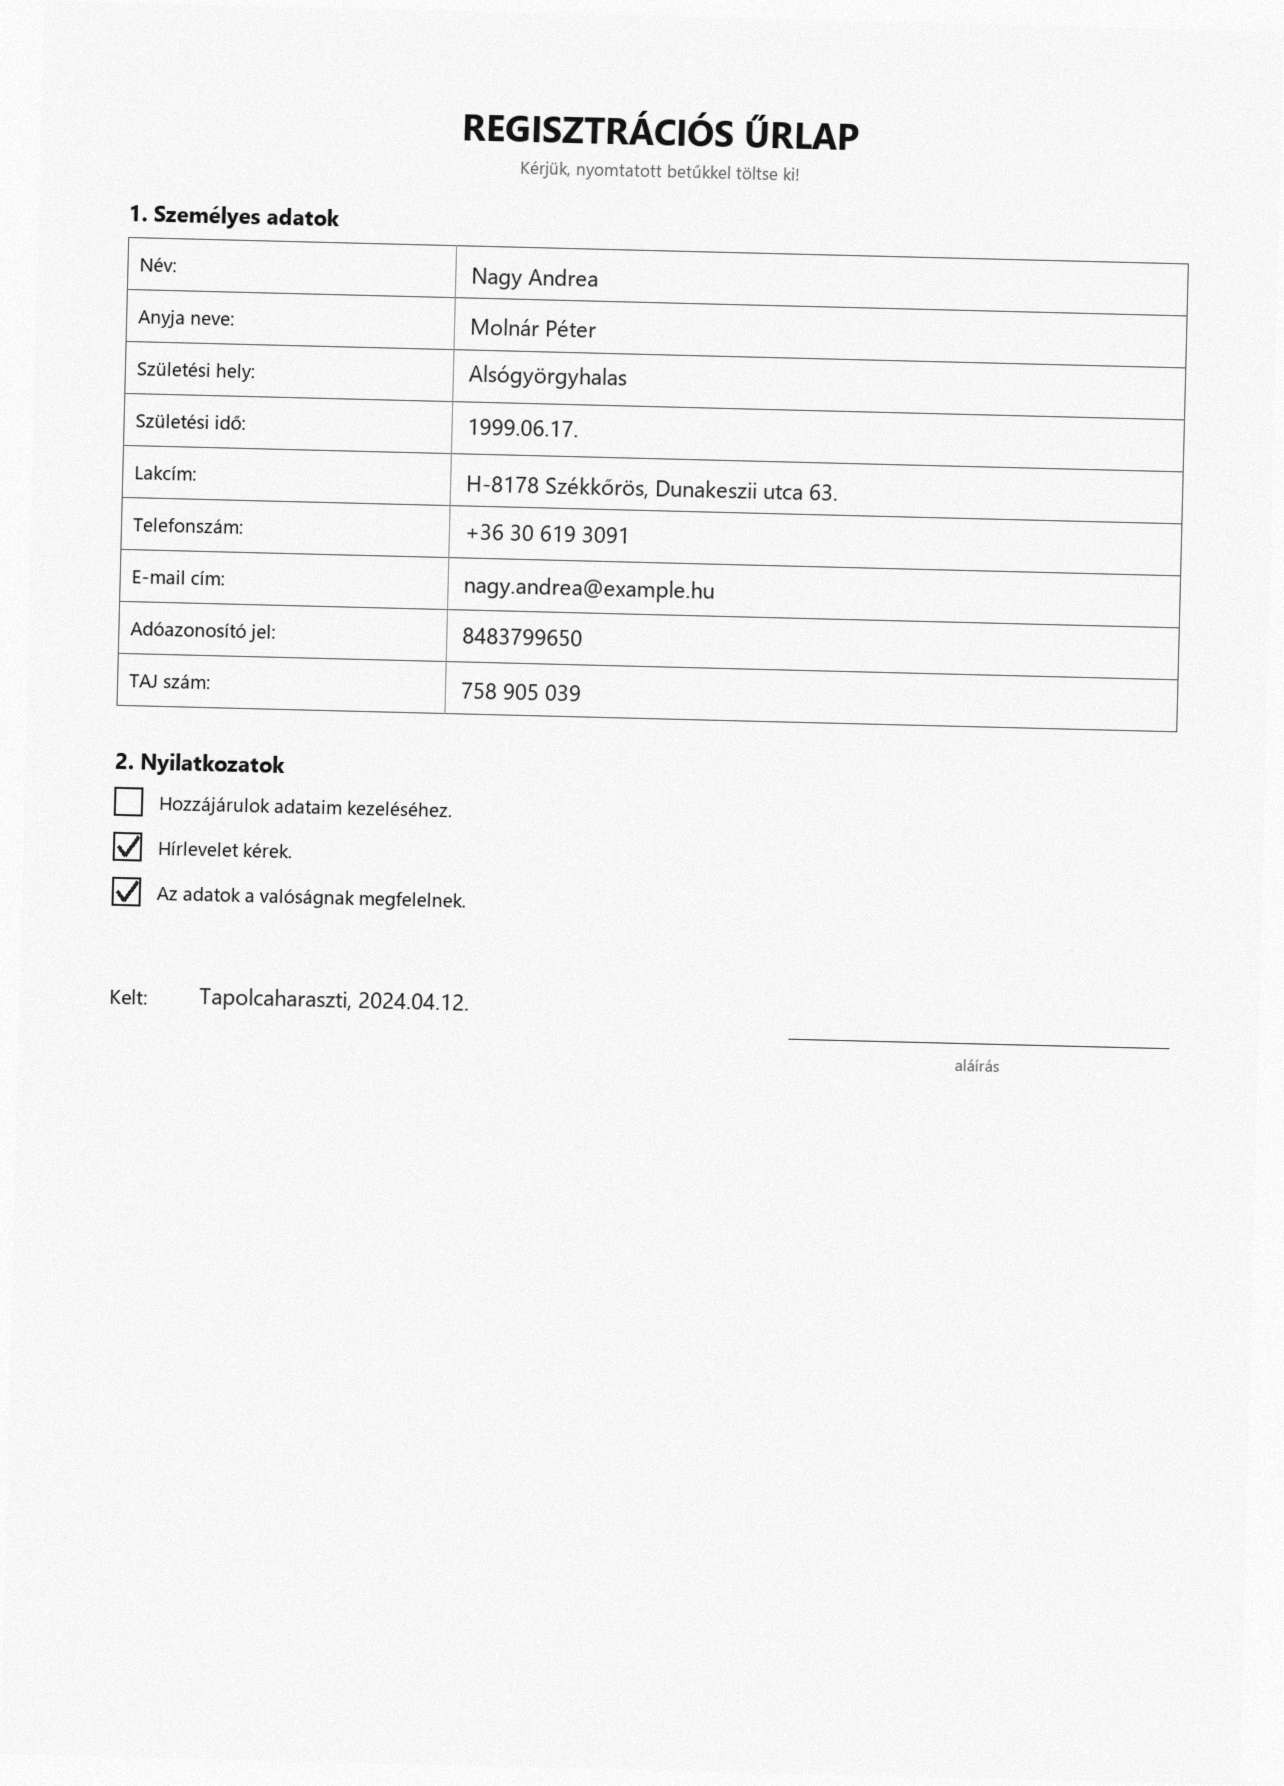 REGISZTRÁCIÓS ŰRLAP
Kérjük, nyomtatott betűkkel töltse ki!
1. Személyes adatok
Név: Nagy Andrea
Anyja neve: Molnár Péter
Születési hely: Alsógyörgyhalas
Születési idő: 1999.06.17.
Lakcím: H-8178 Székkőrös, Dunakeszii utca 63.
Telefonszám: +36 30 619 3091
E-mail cím: nagy.andrea@example.hu
Adóazonosító jel: 8483799650
TAJ szám: 758 905 039
2. Nyilatkozatok
Hozzájárulok adataim kezeléséhez.
Hírlevelet kérek.
Az adatok a valóságnak megfelelnek.
Kelt: Tapolcaharaszti, 2024.04.12.
aláírás